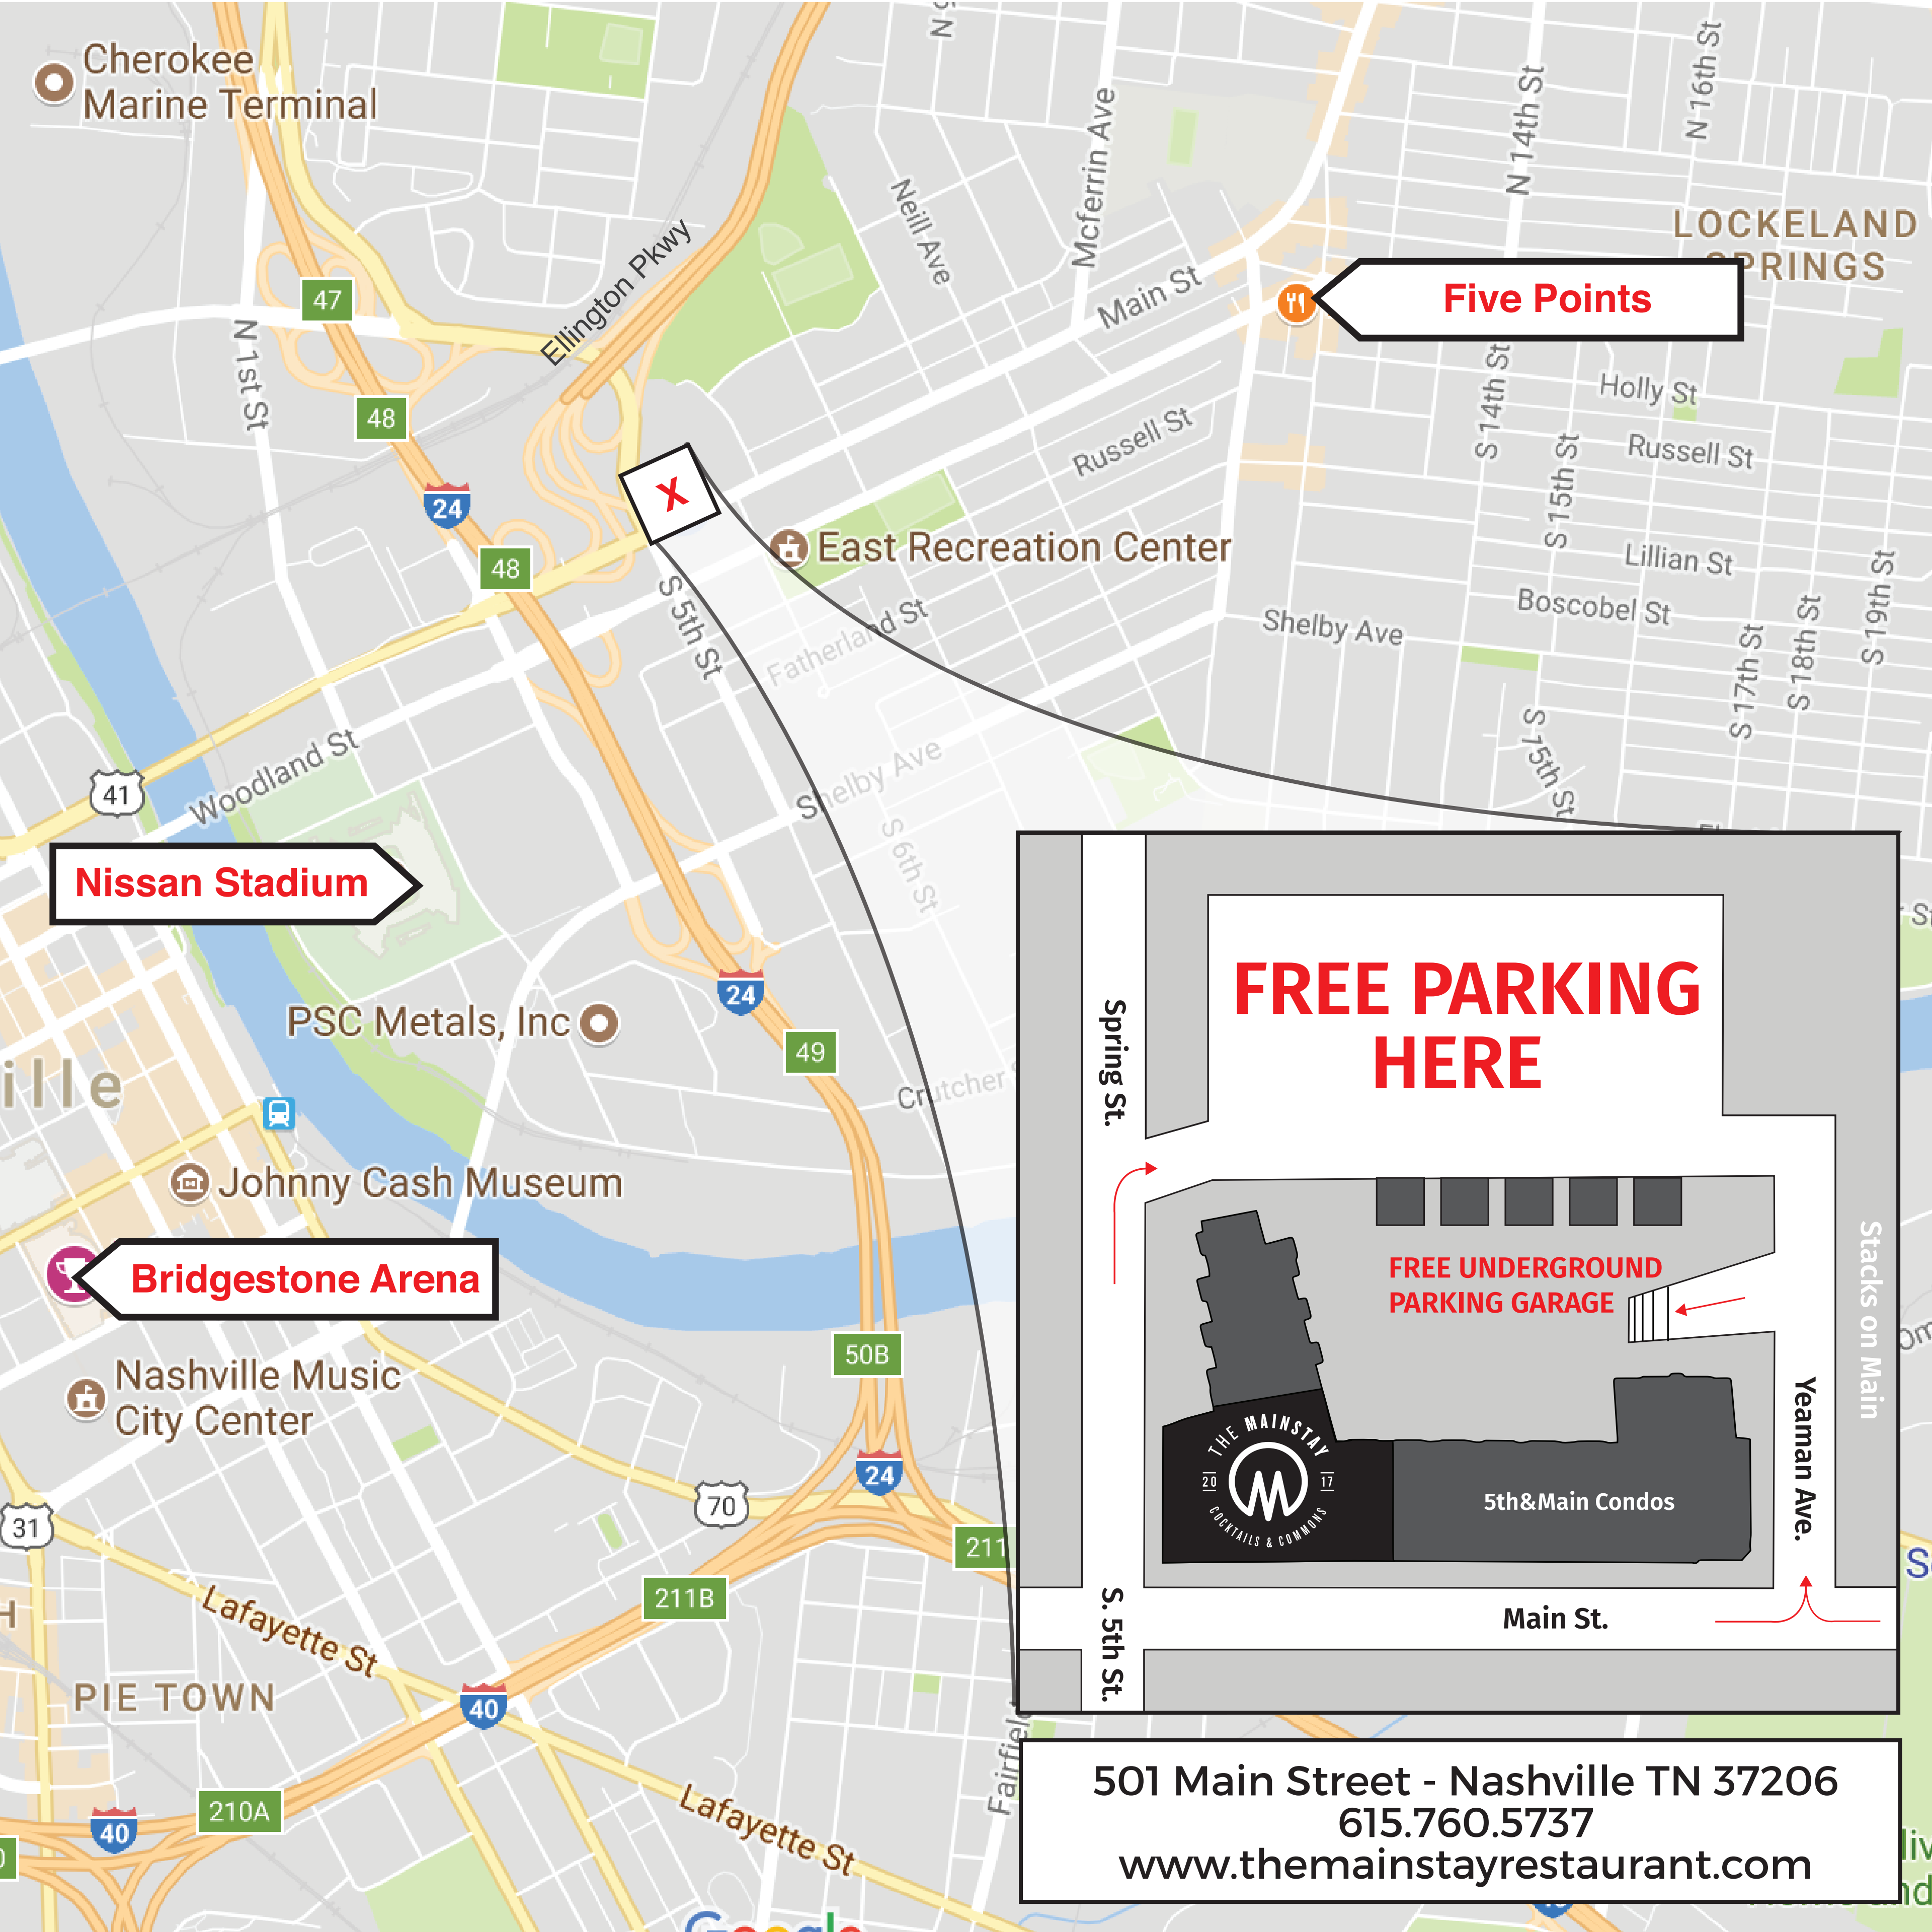 Cherokee
Marine Terminal
Mcferrin Ave
N 14th St
N 16th St
Neill Ave
Ellington Pkwy
LOCKELAND
SPRINGS
47
N 1st St
Main St
Five Points
48
Holly St
Russell St
S 14th St
Russell St
24
X
S 15th St
48
East Recreation Center
Lillian St
S 5th St
Fatherland St
Boscobel St
Shelby Ave
S 19th St
S 18th St
S 17th St
41
Woodland St
Shelby Ave
S 15th St
S 6th St
Nissan Stadium
24
PSC Metals, Inc
49
ille
Crutcher
Johnny Cash Museum
Bridgestone Arena
50B
Nashville Music
City Center
24
70
31
211
211B
Lafayette St
PIE TOWN
40
210A
40
Lafayette St
Google
FREE PARKING
HERE
Spring St.
FREE UNDERGROUND
PARKING GARAGE
Stacks on Main
THE MAINSTAY
20 17
COCKTAILS & COMMONS
5th&Main Condos
Yeaman Ave.
Main St.
S. 5th St.
501 Main Street - Nashville TN 37206
615.760.5737
www.themainstayrestaurant.com